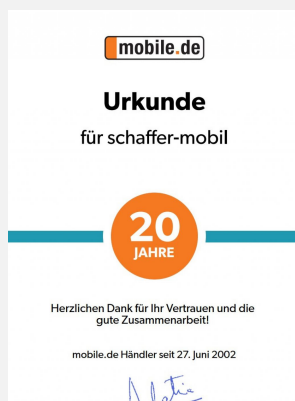 mobile.de
Urkunde
für schaffer-mobil
20
JAHRE
Herzlichen Dank für Ihr Vertrauen und die
gute Zusammenarbeit!
mobile.de Händler seit 27. Juni 2002